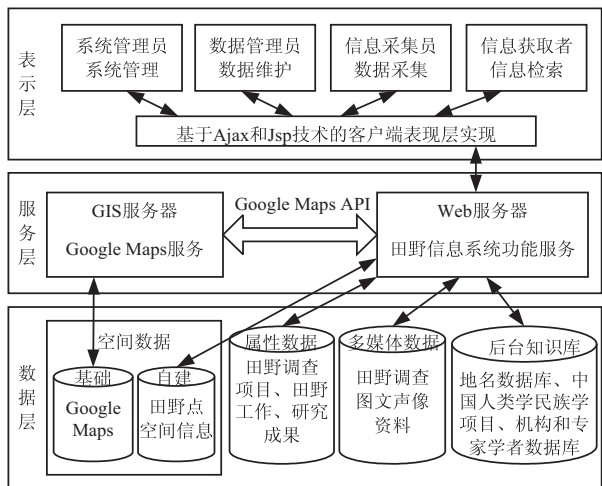 表示层
系统管理员
系统管理
数据管理员
数据维护
信息采集员
数据采集
信息获取者
信息检索
基于Ajax和Jsp技术的客户端表现层实现
服务层
GIS服务器
Google Maps服务
Google Maps API
Web服务器
田野信息系统功能服务
数据层
空间数据
基础
Google
Maps
自建
田野点
空间信息
属性数据
田野调查
项目、田野
工作、研究
成果
多媒体数据
田野调查
图文声像
资料
后台知识库
地名数据库、中
国人类学民族学
项目、机构和专
家学者数据库